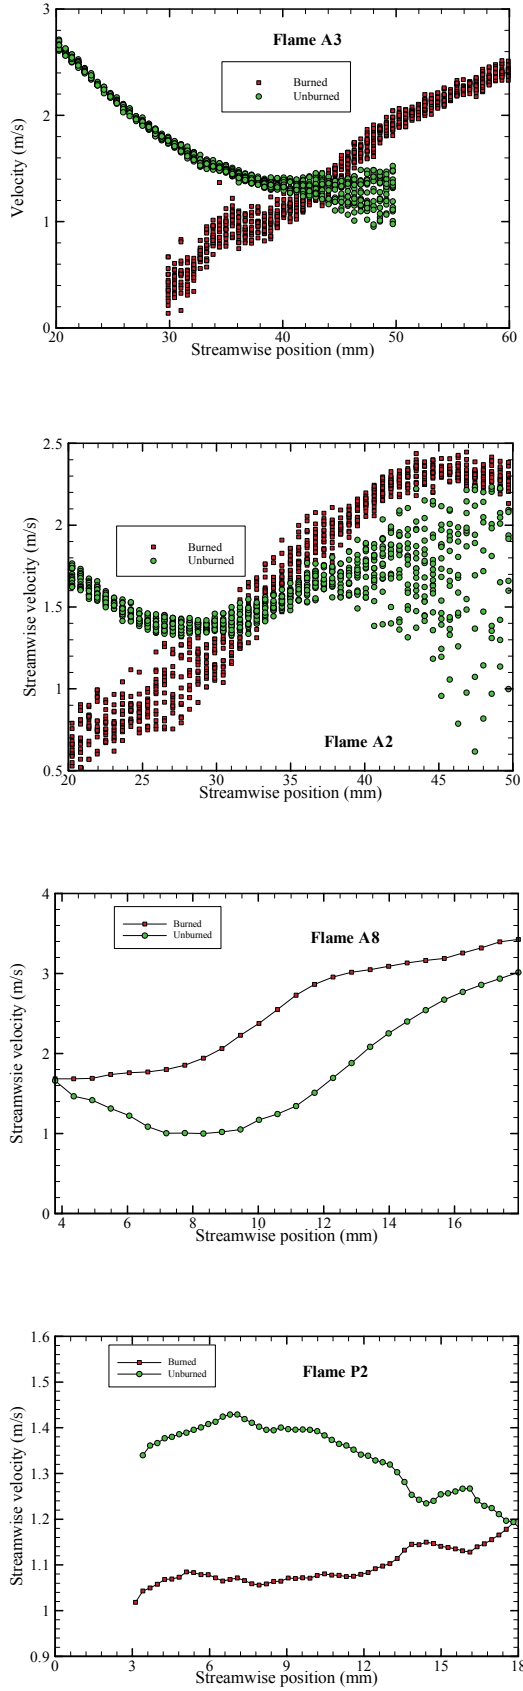 3
Flame A3
Burned
Unburned
2
Velocity (m/s)
1
0
20
30
40
50
60
Streamwise position (mm)
2.5
2
Burned
Unburned
Streamwise velocity (m/s)
1.5
1
Flame A2
0.5
20
25
30
35
40
45
50
Streamwise position (mm)
4
Burned
Unburned
Flame A8
3
Streamwsie velocity (m/s)
2
1
0
4
6
8
10
12
14
16
Streamwise position (mm)
1.6
Burned
Unburned
Flame P2
1.5
1.4
Streamwise velocity (m/s)
1.3
1.2
1.1
1
0.9
0
3
6
9
12
15
18
Streamwise position (mm)